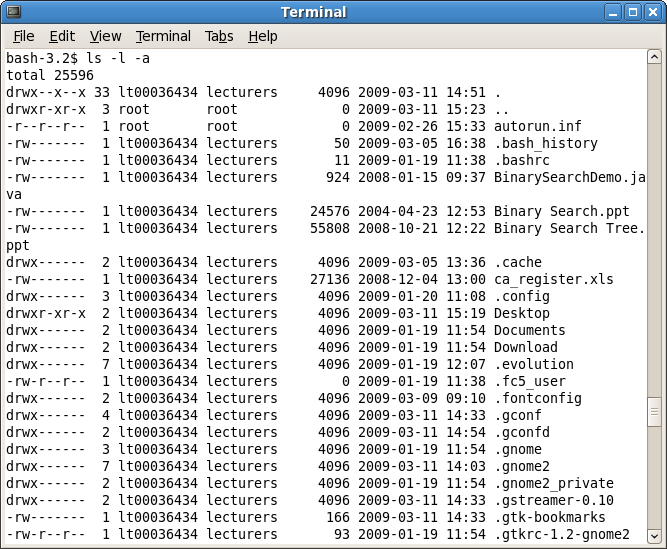 Terminal
File Edit View Terminal Tabs Help
bash-3.2$ ls -l -a
total 25596
drwx--x--x 33 lt00036434 lecturers     4096 2009-03-11 14:51 .
drwxr-xr-x  3 root       root             0 2009-03-11 15:23 ..
-r--r--r--  1 root       root             0 2009-02-26 15:33 autorun.inf
-rw-------  1 lt00036434 lecturers       50 2009-03-05 16:38 .bash_history
-rw-------  1 lt00036434 lecturers       11 2009-01-19 11:38 .bashrc
-rw-------  1 lt00036434 lecturers      924 2008-01-15 09:37 BinarySearchDemo.ja
va
-rw-------  1 lt00036434 lecturers    24576 2004-04-23 12:53 Binary Search.ppt
-rw-------  1 lt00036434 lecturers    55808 2008-10-21 12:22 Binary Search Tree.
ppt
drwx------  2 lt00036434 lecturers     4096 2009-03-05 13:36 .cache
-rw-------  1 lt00036434 lecturers    27136 2008-12-04 13:00 ca_register.xls
drwx------  3 lt00036434 lecturers     4096 2009-01-20 11:08 .config
drwxr-xr-x  2 lt00036434 lecturers     4096 2009-03-11 15:19 Desktop
drwx------  2 lt00036434 lecturers     4096 2009-01-19 11:54 Documents
drwx------  2 lt00036434 lecturers     4096 2009-01-19 11:54 Download
drwx------  7 lt00036434 lecturers     4096 2009-01-19 12:07 .evolution
-rw-r--r--  1 lt00036434 lecturers        0 2009-01-19 11:38 .fc5_user
drwx------  2 lt00036434 lecturers     4096 2009-03-09 09:10 .fontconfig
drwx------  4 lt00036434 lecturers     4096 2009-03-11 14:33 .gconf
drwx------  2 lt00036434 lecturers     4096 2009-03-11 14:54 .gconfd
drwx------  3 lt00036434 lecturers     4096 2009-01-19 11:54 .gnome
drwx------  7 lt00036434 lecturers     4096 2009-03-11 14:03 .gnome2
drwx------  2 lt00036434 lecturers     4096 2009-01-19 11:54 .gnome2_private
drwx------  2 lt00036434 lecturers     4096 2009-03-11 14:33 .gstreamer-0.10
-rw-------  1 lt00036434 lecturers      166 2009-03-11 14:33 .gtk-bookmarks
-rw-r--r--  1 lt00036434 lecturers       93 2009-01-19 11:54 .gtkrc-1.2-gnome2